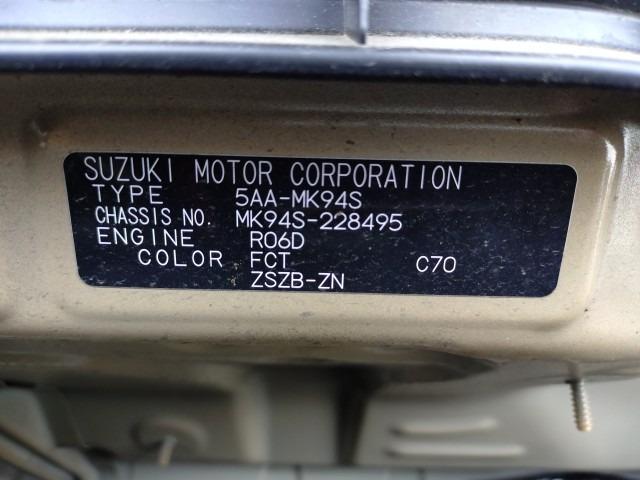 SUZUKI MOTOR CORPORATION
TYPE 5AA-MK94S
CHASSIS NO. MK94S-228495
ENGINE R06D
COLOR FCT C70
ZSZB-ZN